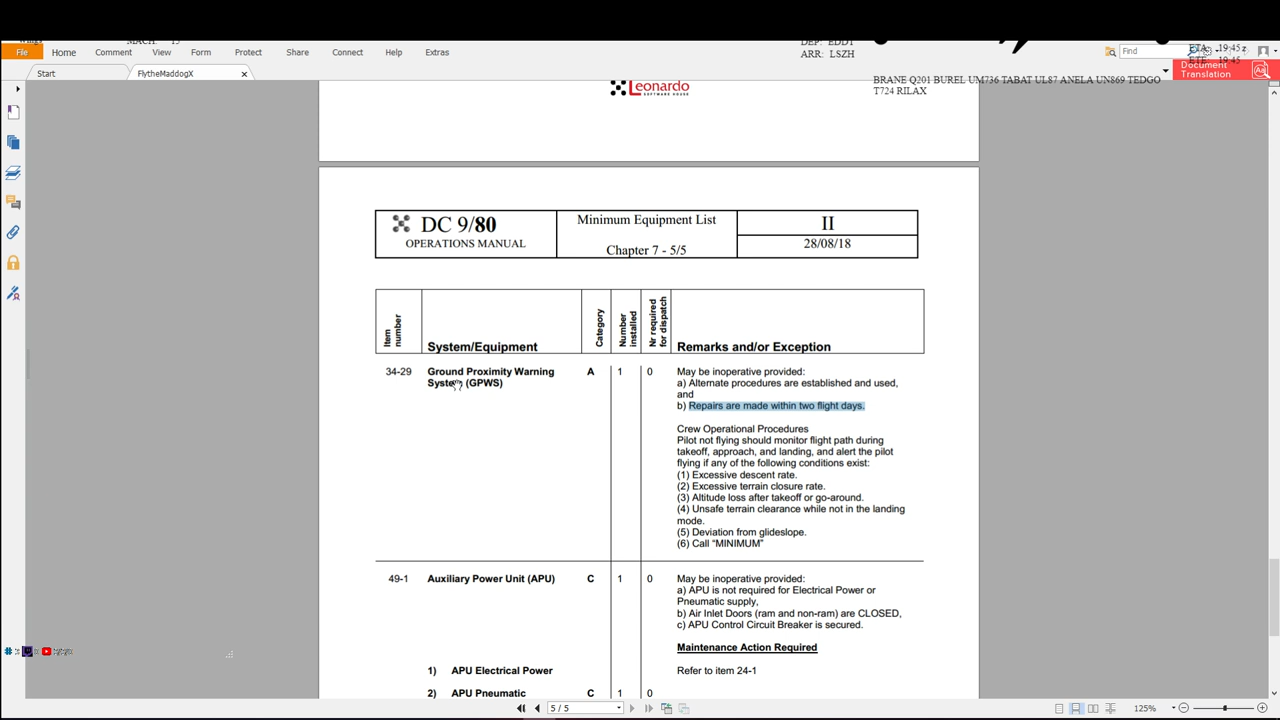 DEP: EDDT
ARR: LSZH
ETA: 19:45 z
ETE: 19:45
File Home Comment View Form Protect Share Connect Help Extras
Find
Start FlytheMaddogX
Document Translation
BRANE Q201 BUREL UM736 TABAT UL87 ANELA UN869 TEDGO
T724 RILAX
Leonardo
SOFTWARE HOUSE
DC 9/80
OPERATIONS MANUAL
Minimum Equipment List
Chapter 7 - 5/5
II
28/08/18
Item number
System/Equipment
Category
Number installed
Nr required for dispatch
Remarks and/or Exception
34-29 Ground Proximity Warning System (GPWS) A 1 0
May be inoperative provided:
a) Alternate procedures are established and used,
and
b) Repairs are made within two flight days.
Crew Operational Procedures
Pilot not flying should monitor flight path during
takeoff, approach, and landing, and alert the pilot
flying if any of the following conditions exist:
(1) Excessive descent rate.
(2) Excessive terrain closure rate.
(3) Altitude loss after takeoff or go-around.
(4) Unsafe terrain clearance while not in the landing
mode.
(5) Deviation from glideslope.
(6) Call “MINIMUM”
49-1 Auxiliary Power Unit (APU) C 1 0
May be inoperative provided:
a) APU is not required for Electrical Power or
Pneumatic supply,
b) Air Inlet Doors (ram and non-ram) are CLOSED,
c) APU Control Circuit Breaker is secured.
Maintenance Action Required
1) APU Electrical Power Refer to item 24-1
2) APU Pneumatic C 1 0
5 / 5
125%